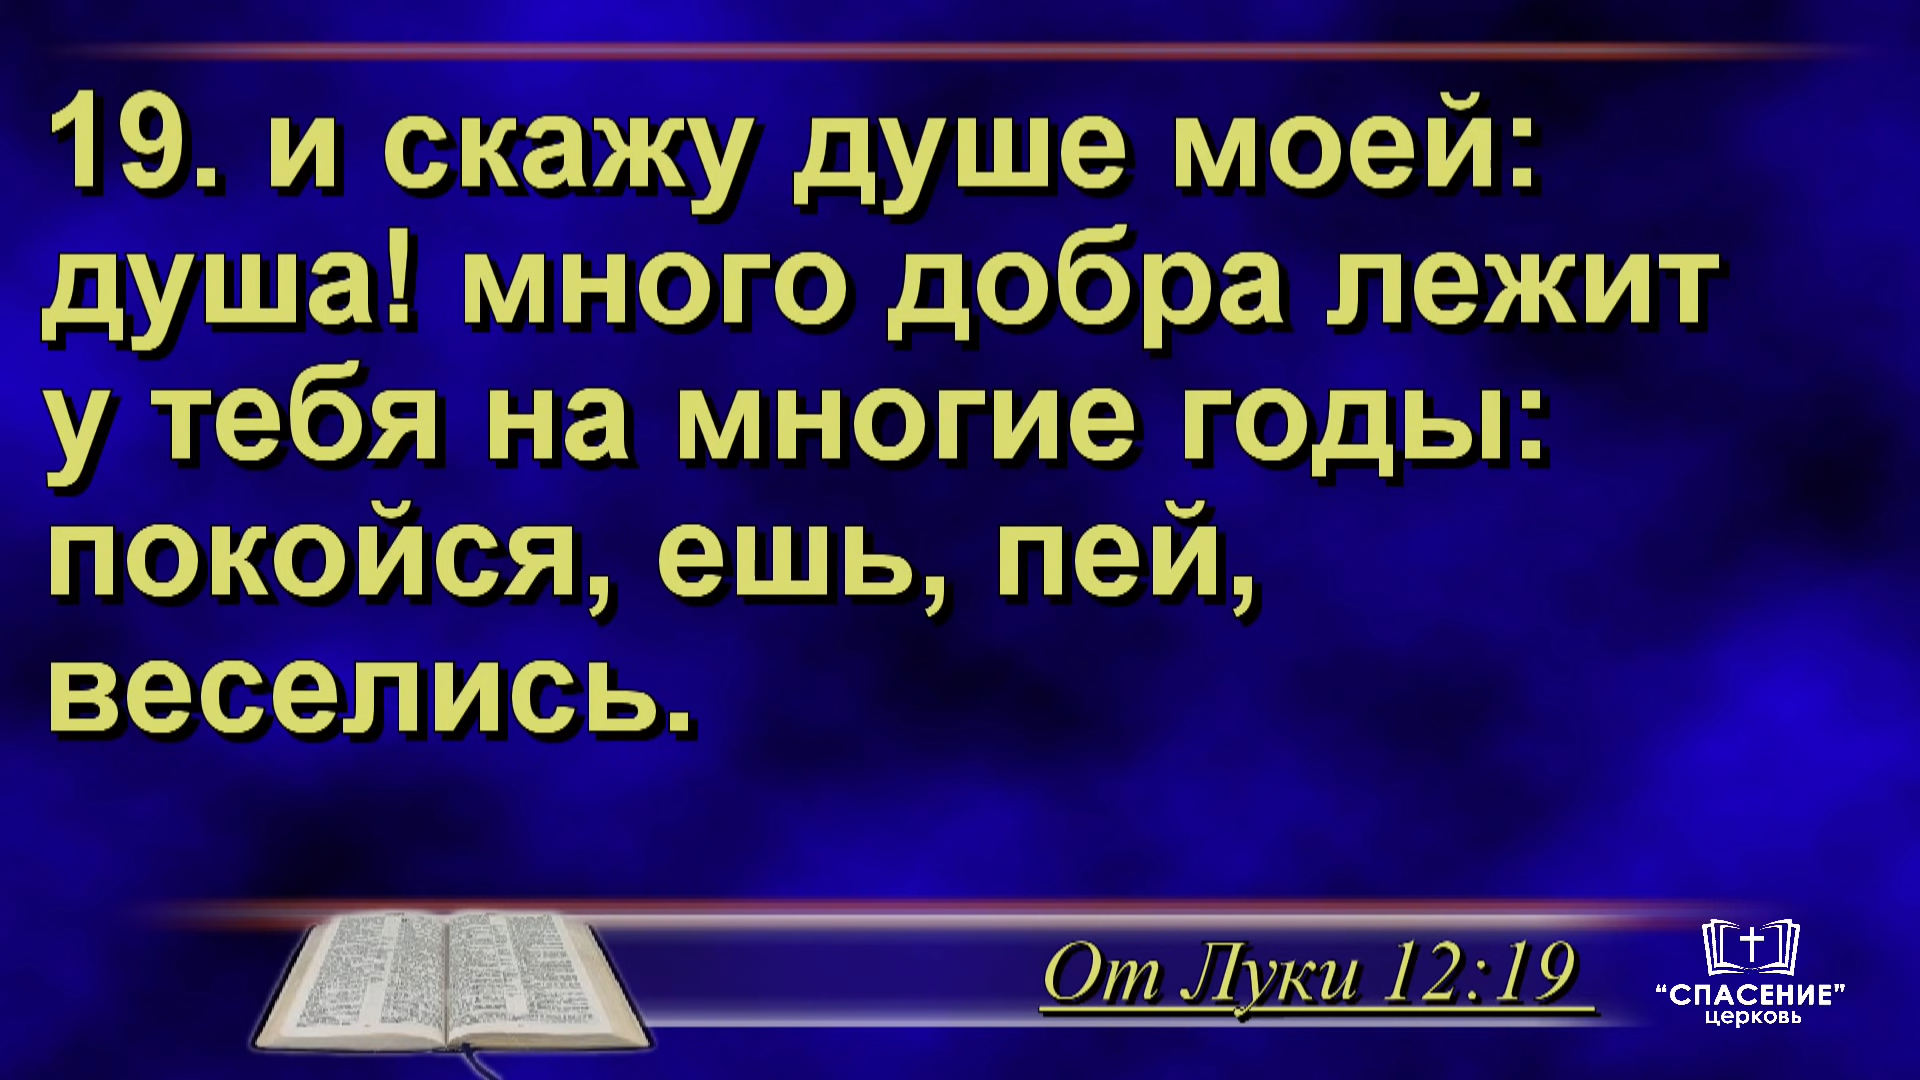 19. и скажу душе моей:
душа! много добра лежит
у тебя на многие годы:
покойся, ешь, пей,
веселись.
От Луки 12:19
“СПАСЕНИЕ”
церковь